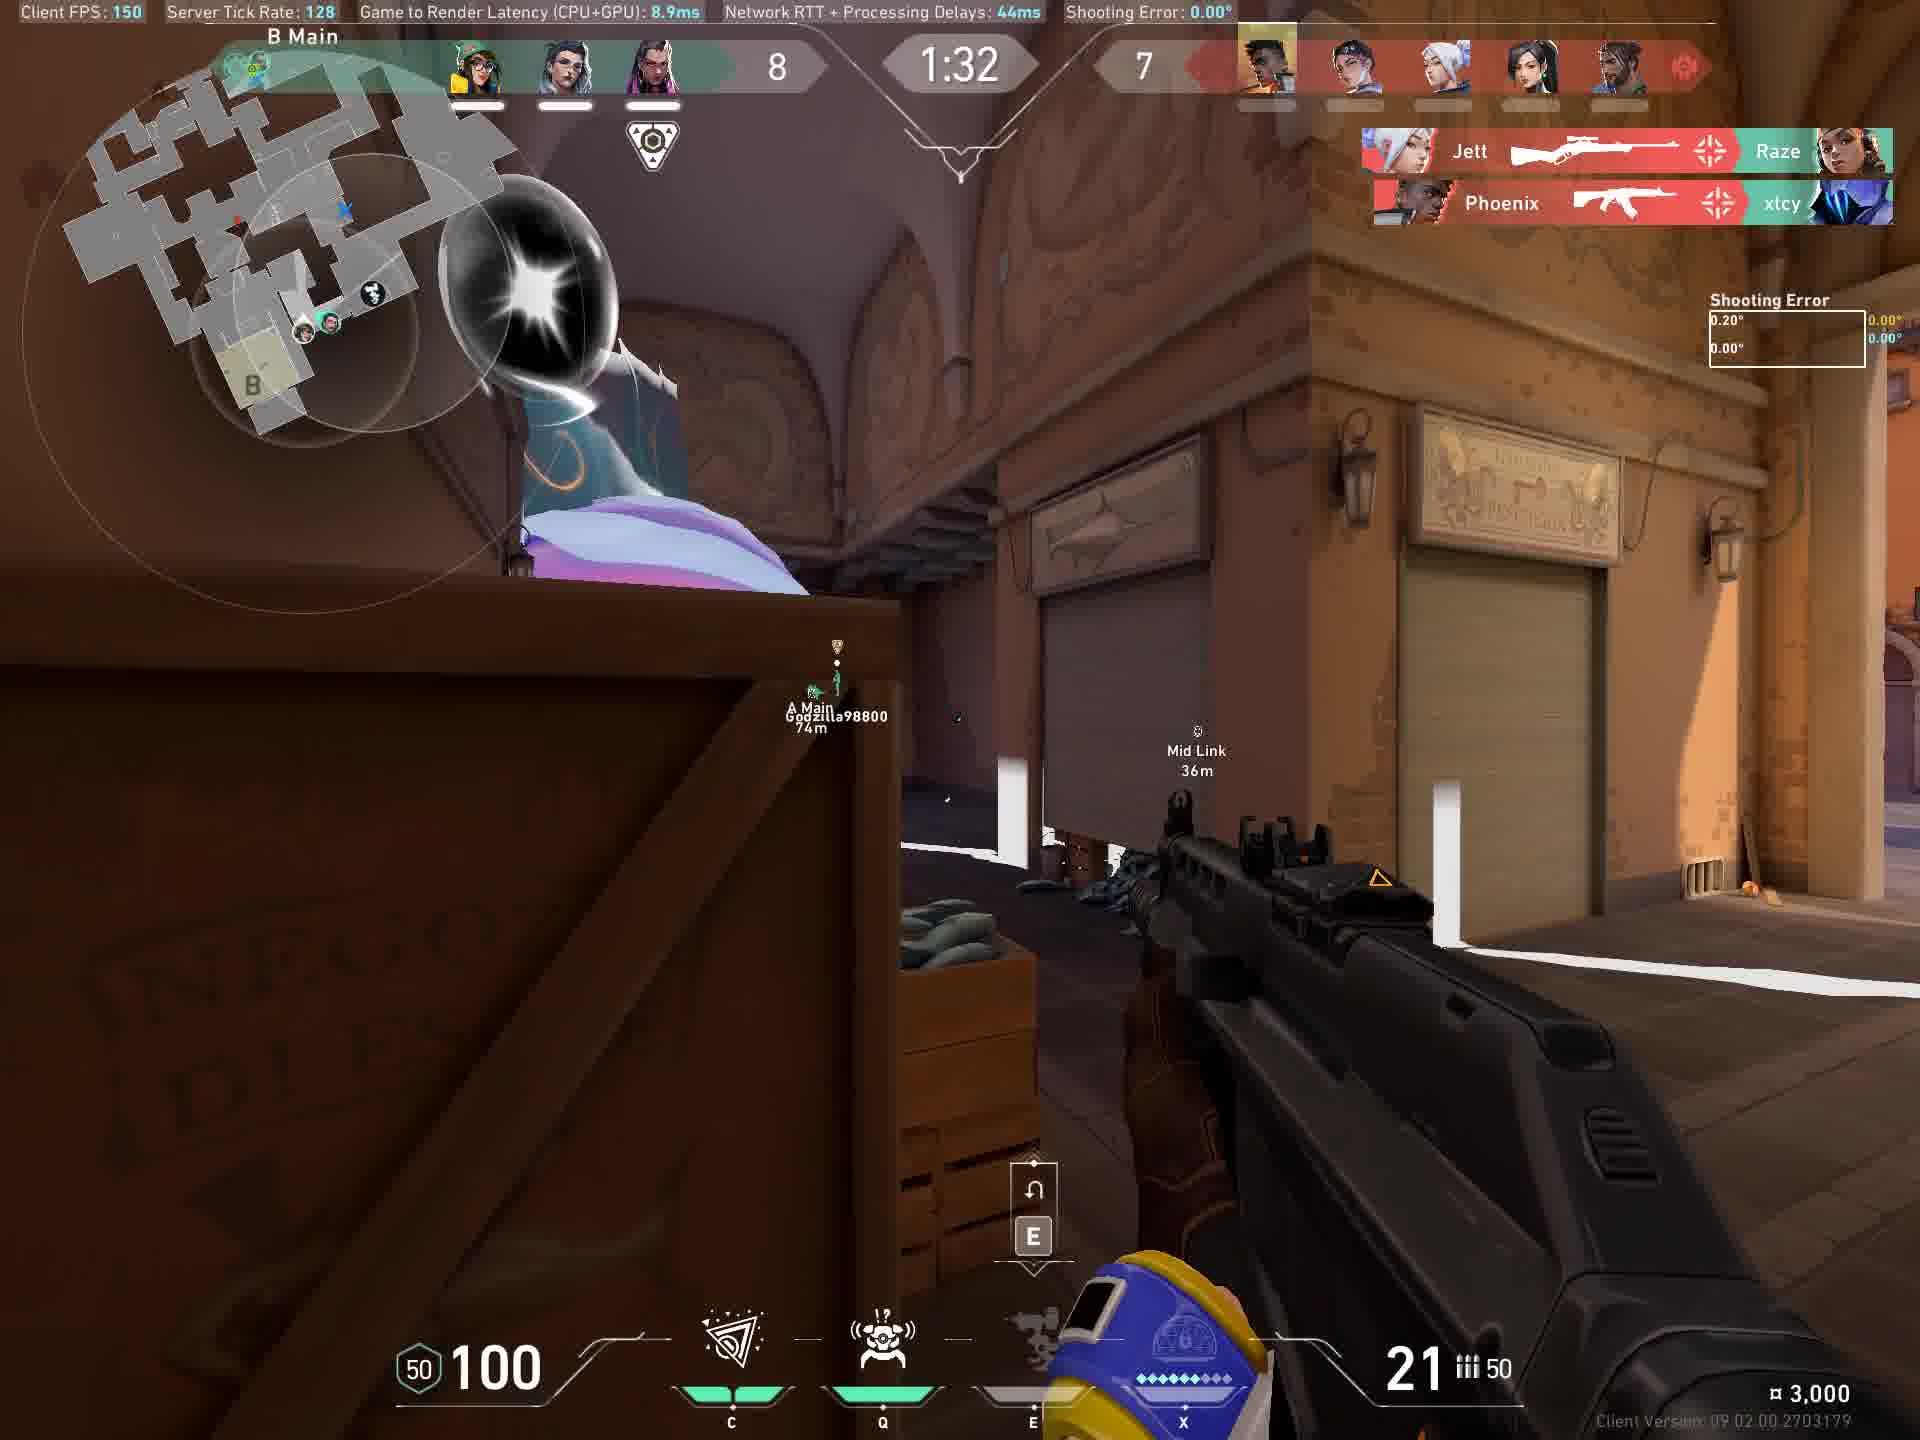 Client FPS: 150 Server Tick Rate: 128 Game to Render Latency (CPU+GPU): 8.9ms Network RTT + Processing Delays: 44ms Shooting Error: 0.00°
B Main
8 1:32 7
Jett Raze
Phoenix xtcy
Shooting Error
0.20° 0.00°
0.00°
0.00°
B
A Main
Godzilla98800
74m
Mid Link
36m
NEGO
E
50 100
21 50
¤ 3,000
C Q E X
Client Version: 09.02.00.2703179